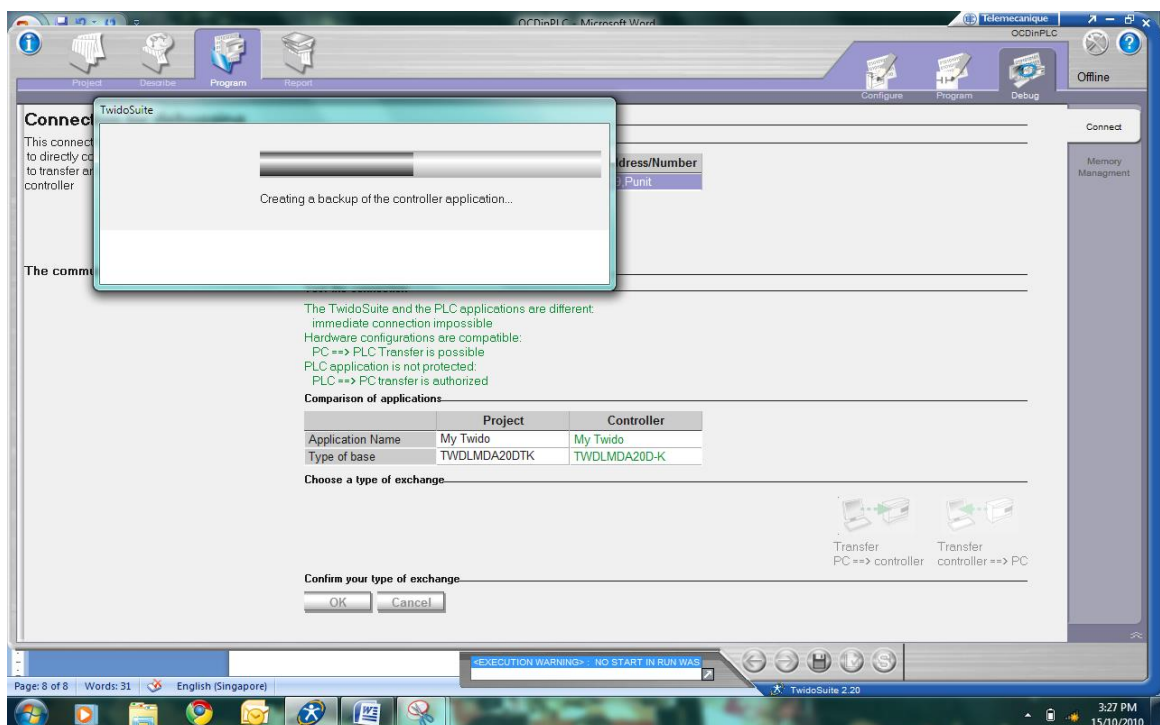 OCDinPLC - Microsoft Word
Telemecanique
OCDinPLC
Project
Describe
Program
Report
Configure
Program
Debug
Offline
TwidoSuite
Creating a backup of the controller application...
Connect
This connect
to directly co
to transfer an
controller
dress/Number
,Punit
Connect
Memory
Managment
The commu
The TwidoSuite and the PLC applications are different:
immediate connection impossible
Hardware configurations are compatible:
PC ==> PLC Transfer is possible
PLC application is not protected:
PLC ==> PC transfer is authorized
Comparison of applications
Project Controller
Application Name My Twido My Twido
Type of base TWDLMDA20DTK TWDLMDA20D-K
Choose a type of exchange
Transfer
PC ==> controller
Transfer
controller ==> PC
Confirm your type of exchange
OK Cancel
<EXECUTION WARNING> : NO START IN RUN WAS
Page: 8 of 8 Words: 31 English (Singapore)
TwidoSuite 2.20
3:27 PM
15/10/2010